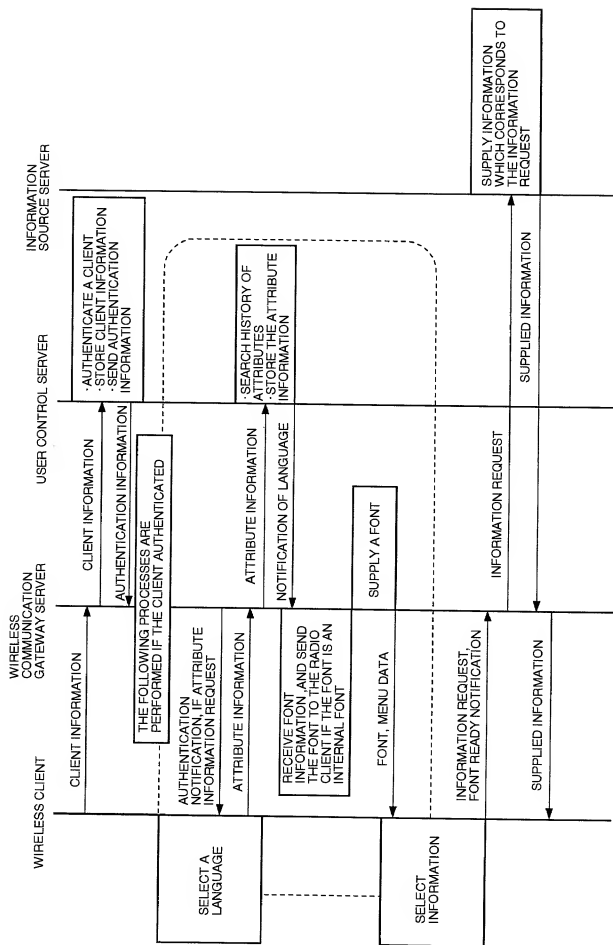 WIRELESS CLIENT
WIRELESS
COMMUNICATION
GATEWAY SERVER
USER CONTROL SERVER
INFORMATION
SOURCE SERVER
CLIENT INFORMATION
CLIENT INFORMATION
·AUTHENTICATE A CLIENT
·STORE CLIENT INFORMATION
·SEND AUTHENTICATION
INFORMATION
AUTHENTICATION INFORMATION
THE FOLLOWING PROCESSES ARE
PERFORMED IF THE CLIENT AUTHENTICATED
SELECT A
LANGUAGE
AUTHENTICATION
NOTIFICATION, IF ATTRIBUTE
INFORMATION REQUEST
ATTRIBUTE INFORMATION
ATTRIBUTE INFORMATION
·SEARCH HISTORY OF
ATTRIBUTES
·STORE THE ATTRIBUTE
INFORMATION
NOTIFICATION OF LANGUAGE
RECEIVE FONT
INFORMATION ,AND SEND
THE FONT TO THE RADIO
CLIENT IF THE FONT IS AN
INTERNAL FONT
SUPPLY A FONT
FONT, MENU DATA
SELECT
INFORMATION
INFORMATION REQUEST,
FONT READY NOTIFICATION
INFORMATION REQUEST
SUPPLY INFORMATION
WHICH CORRESPONDS TO
THE INFORMATION
REQUEST
SUPPLIED INFORMATION
SUPPLIED INFORMATION